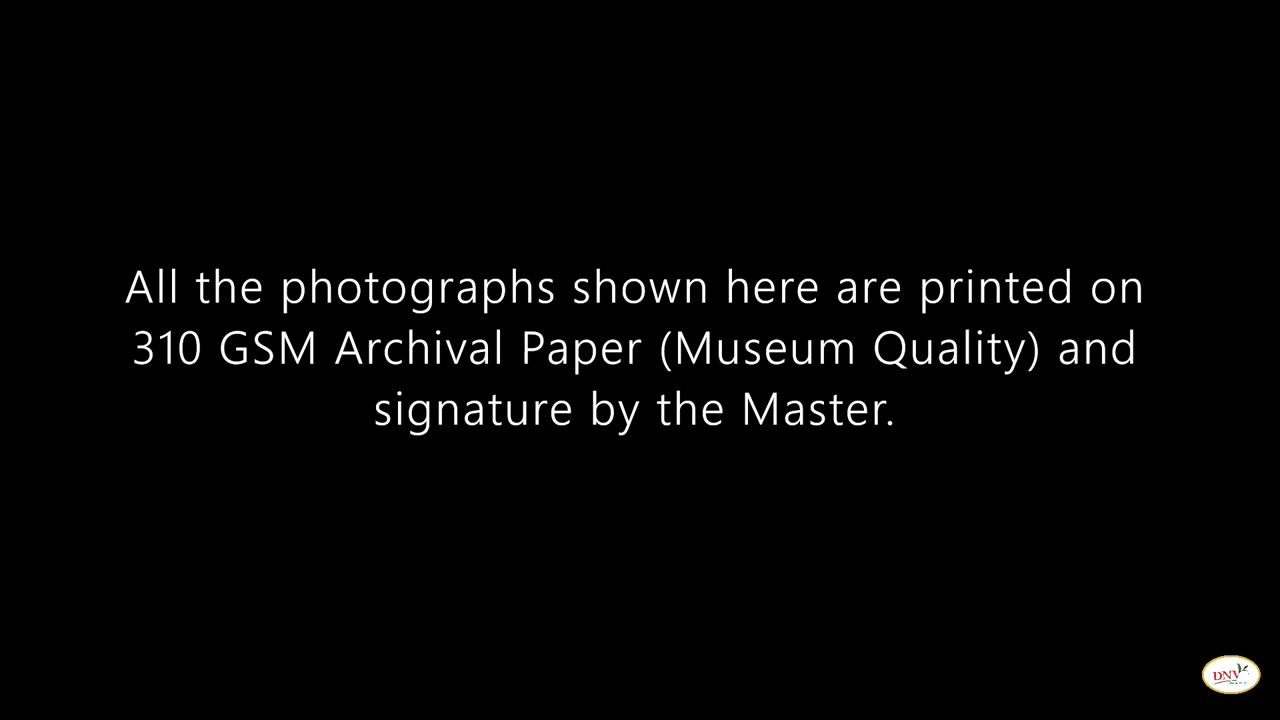 All the photographs shown here are printed on
310 GSM Archival Paper (Museum Quality) and
signature by the Master.
DNV